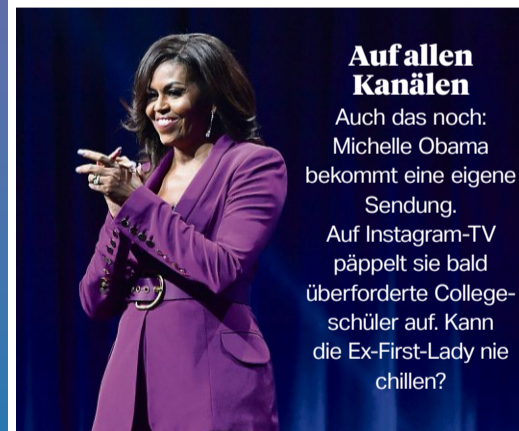 Auf allen
Kanälen
Auch das noch:
Michelle Obama
bekommt eine eigene
Sendung.
Auf Instagram-TV
päppelt sie bald
überforderte College-
schüler auf. Kann
die Ex-First-Lady nie
chillen?